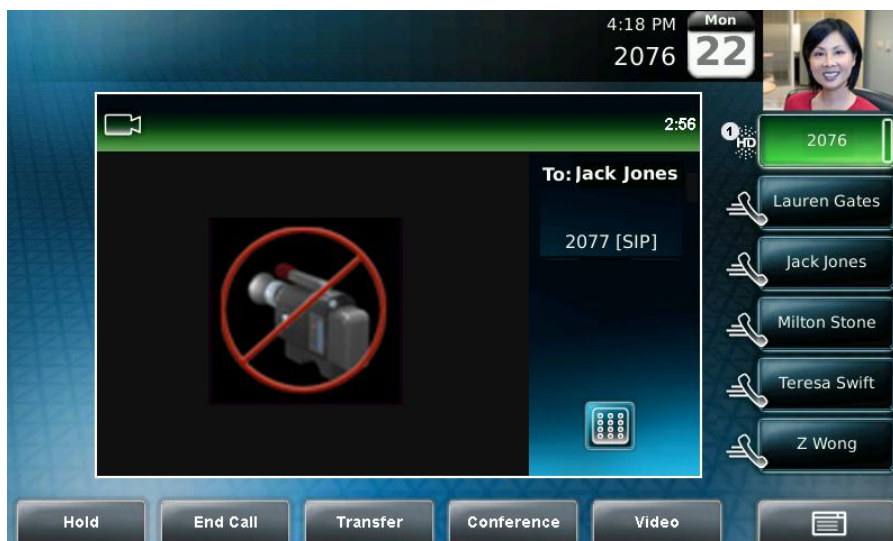 4:18 PM
2076
Mon
22
2:56
To: Jack Jones
2077 [SIP]
1
HD
2076
Lauren Gates
Jack Jones
Milton Stone
Teresa Swift
Z Wong
Hold
End Call
Transfer
Conference
Video